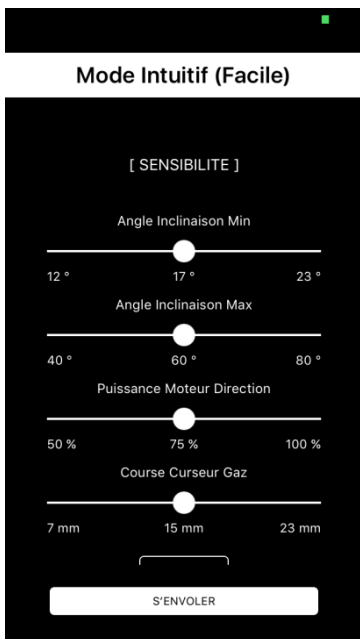 Mode Intuitif (Facile)
[ SENSIBILITE ]
Angle Inclinaison Min
12 ° 17 ° 23 °
Angle Inclinaison Max
40 ° 60 ° 80 °
Puissance Moteur Direction
50 % 75 % 100 %
Course Curseur Gaz
7 mm 15 mm 23 mm
S'ENVOLER